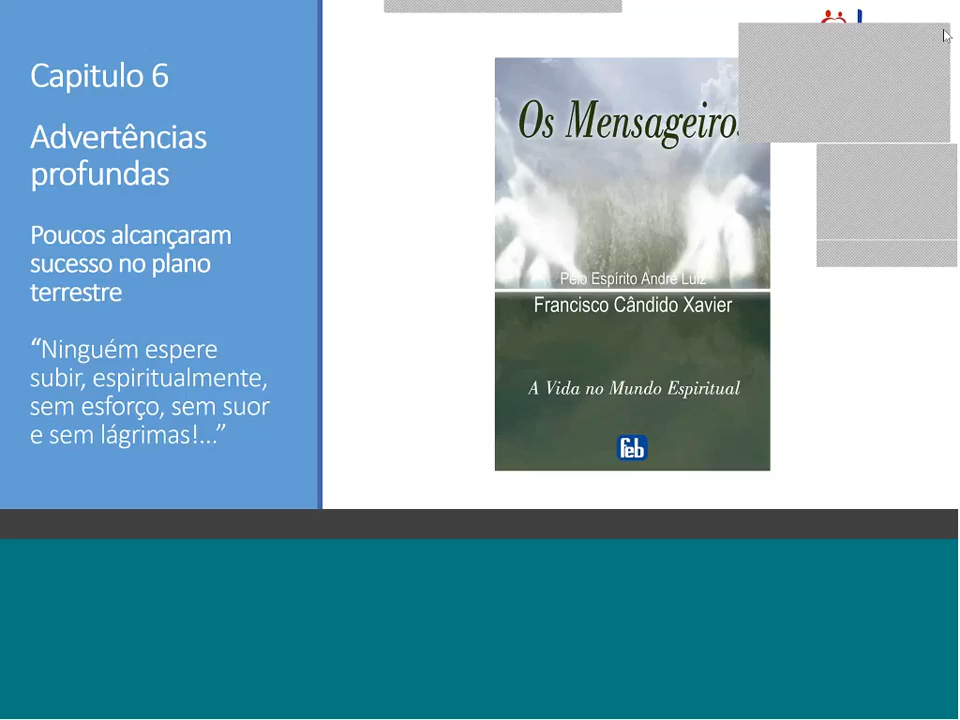 Capitulo 6
Advertências
profundas
Poucos alcançaram
sucesso no plano
terrestre
“Ninguém espere
subir, espiritualmente,
sem esforço, sem suor
e sem lágrimas!...”
Os Mensageiros
Pelo Espírito André Luiz
Francisco Cândido Xavier
A Vida no Mundo Espiritual
feb